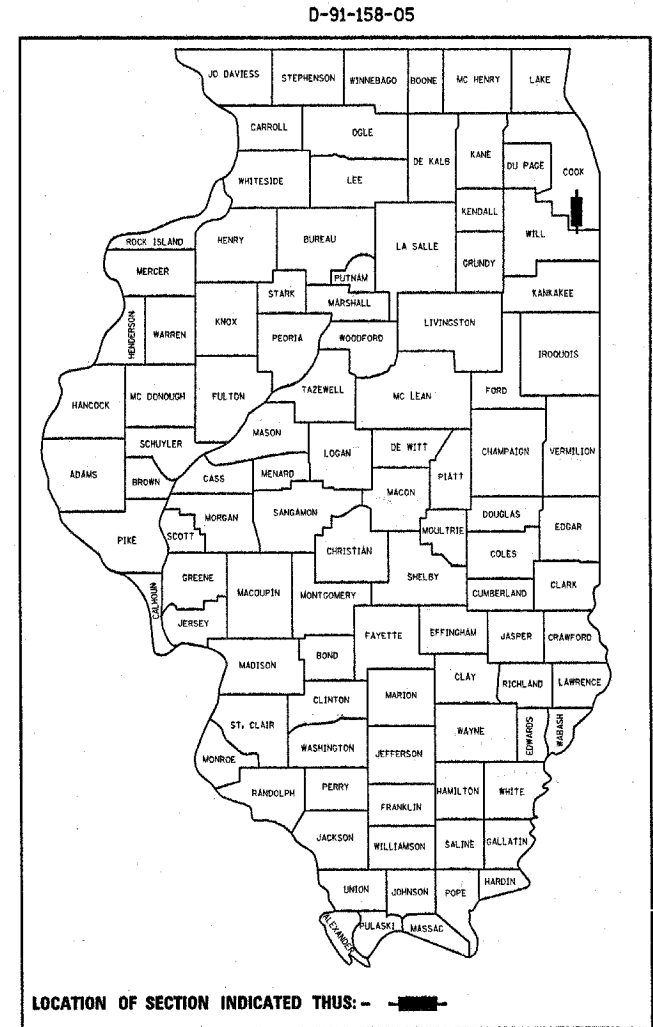 D-91-158-05
JO DAVIESS STEPHENSON WINNEBAGO BOONE MC HENRY LAKE
CARROLL OGLE KANE COOK
DE KALB DU PAGE
WHITESIDE LEE
KENDALL
ROCK ISLAND HENRY BUREAU LA SALLE WILL
MERCER PUTNAM GRUNDY
STARK MARSHALL KANKAKEE
HENDERSON WARREN KNOX PEORIA WOODFORD LIVINGSTON IROQUOIS
HANCOCK MC DONOUGH FULTON TAZEWELL MC LEAN FORD
MASON
SCHUYLER LOGAN DE WITT CHAMPAIGN VERMILION
ADAMS BROWN CASS MENARD PIATT
MACON
MORGAN SANGAMON DOUGLAS
PIKE SCOTT MOULTRIE EDGAR
CHRISTIAN COLES
GREENE SHELBY CLARK
CALHOUN MACOUPIN MONTGOMERY CUMBERLAND
JERSEY FAYETTE EFFINGHAM JASPER CRAWFORD
MADISON BOND
CLAY RICHLAND LAWRENCE
CLINTON MARION
ST. CLAIR WAYNE EDWARDS WABASH
WASHINGTON JEFFERSON
MONROE
RANDOLPH PERRY HAMILTON WHITE
FRANKLIN
JACKSON WILLIAMSON SALINE GALLATIN
UNION JOHNSON POPE HARDIN
ALEXANDER PULASKI MASSAC
LOCATION OF SECTION INDICATED THUS: -